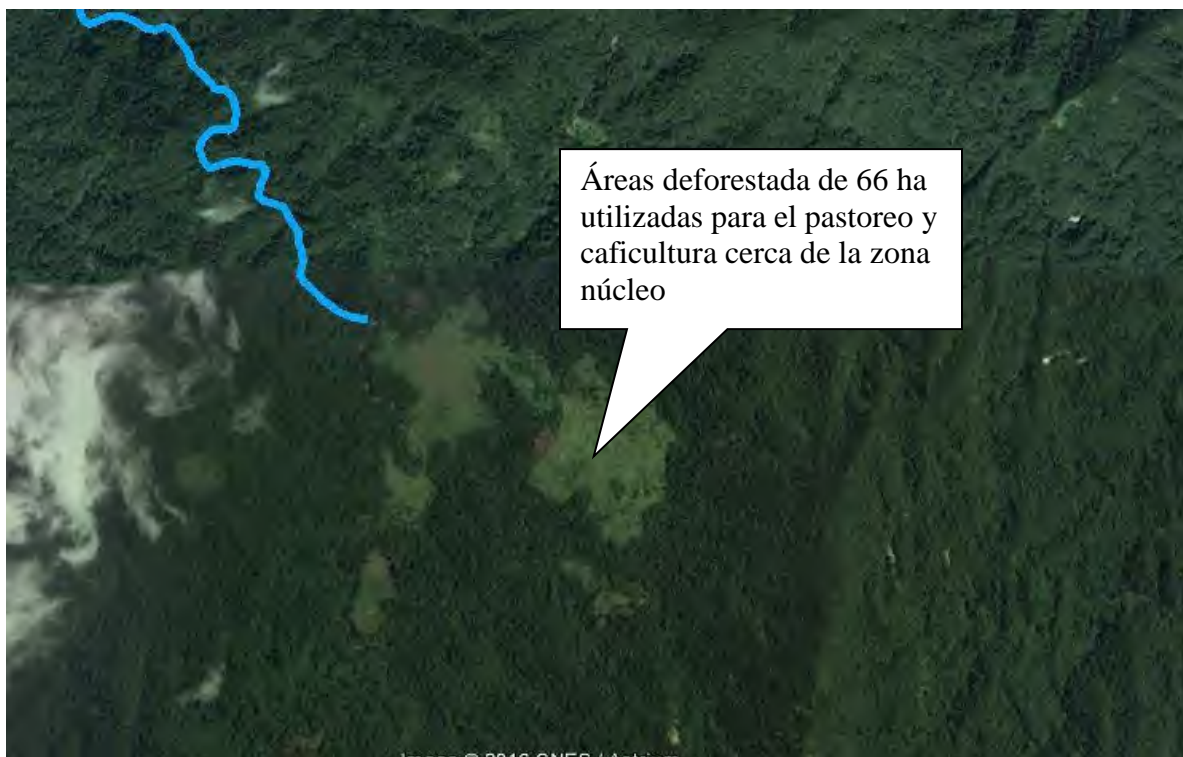 Áreas deforestada de 66 ha
utilizadas para el pastoreo y
caficultura cerca de la zona
núcleo